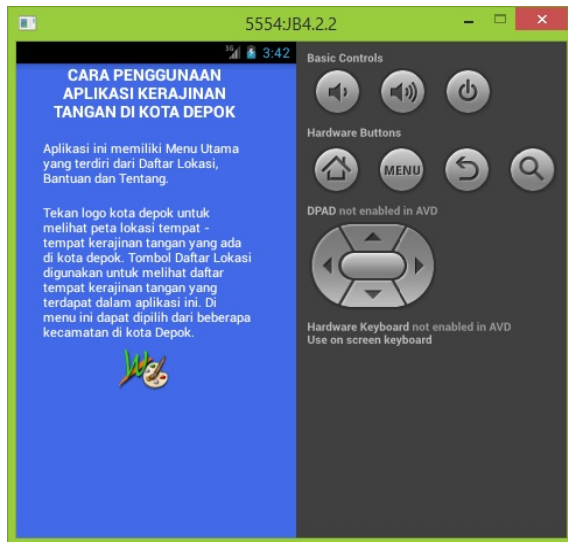 5554:JB4.2.2
3G 3:42
CARA PENGGUNAAN
APLIKASI KERAJINAN
TANGAN DI KOTA DEPOK
Aplikasi ini memiliki Menu Utama
yang terdiri dari Daftar Lokasi,
Bantuan dan Tentang.
Tekan logo kota depok untuk
melihat peta lokasi tempat -
tempat kerajinan tangan yang ada
di kota depok. Tombol Daftar Lokasi
digunakan untuk melihat daftar
tempat kerajinan tangan yang
terdapat dalam aplikasi ini. Di
menu ini dapat dipilih dari beberapa
kecamatan di kota Depok.
Basic Controls
Hardware Buttons
MENU
DPAD not enabled in AVD
Hardware Keyboard not enabled in AVD
Use on screen keyboard